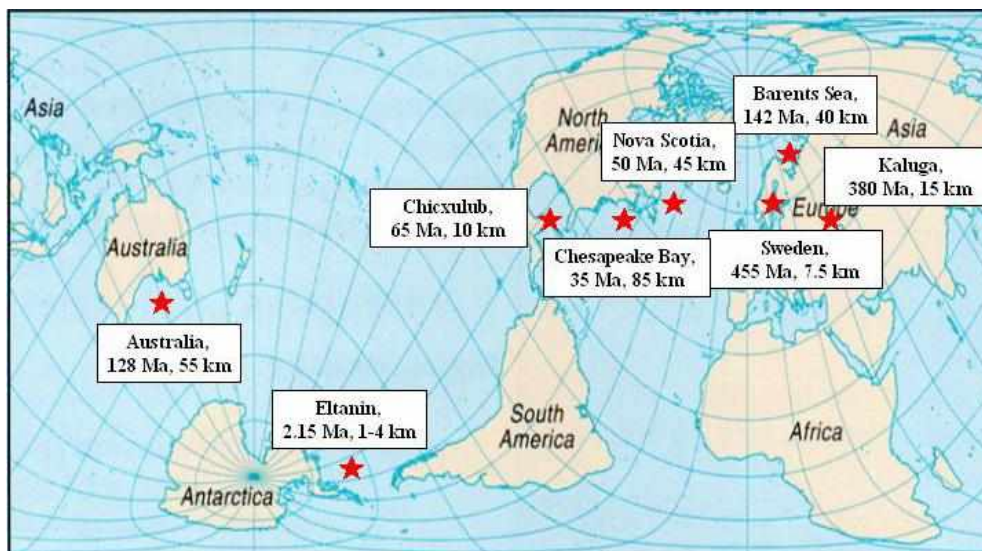 Asia
Barents Sea,
142 Ma, 40 km
North
America
Nova Scotia,
50 Ma, 45 km
Asia
Kaluga,
380 Ma, 15 km
Chicxulub,
65 Ma, 10 km
Europe
Australia
Chesapeake Bay,
35 Ma, 85 km
Sweden,
455 Ma, 7.5 km
Australia,
128 Ma, 55 km
Eltanin,
2.15 Ma, 1-4 km
South
America
Africa
Antarctica